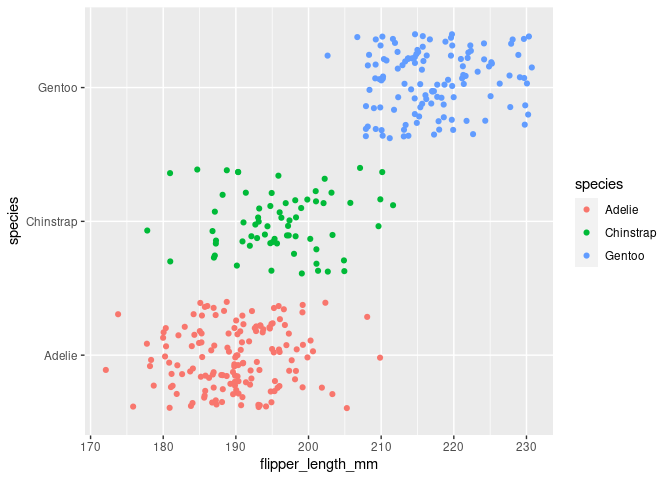 Gentoo
Chinstrap
Adelie
species
170 180 190 200 210 220 230
flipper_length_mm
species
Adelie
Chinstrap
Gentoo